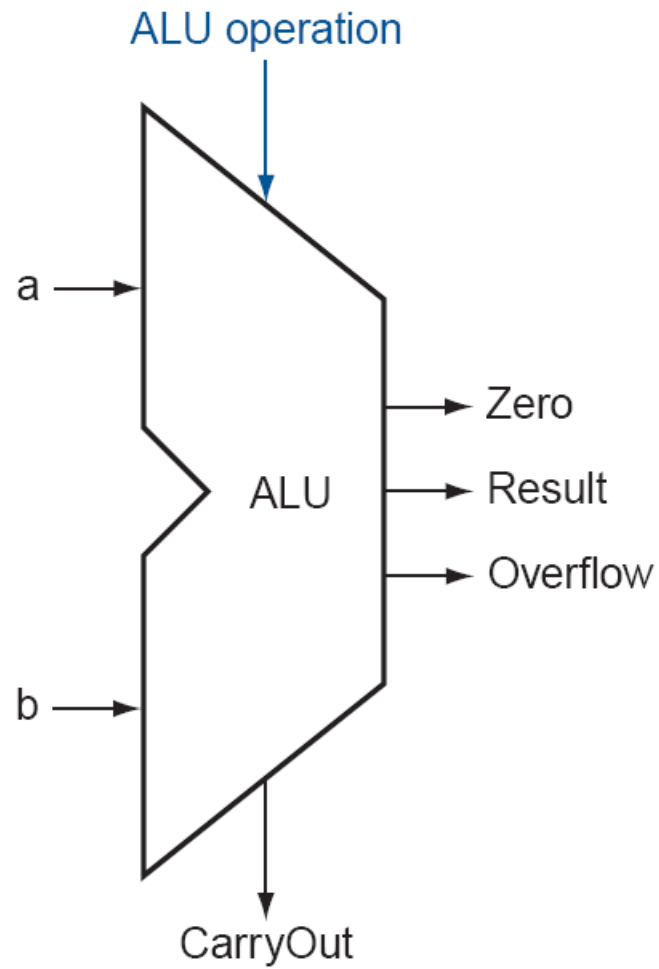 ALU operation
a
Zero
ALU
Result
Overflow
b
CarryOut